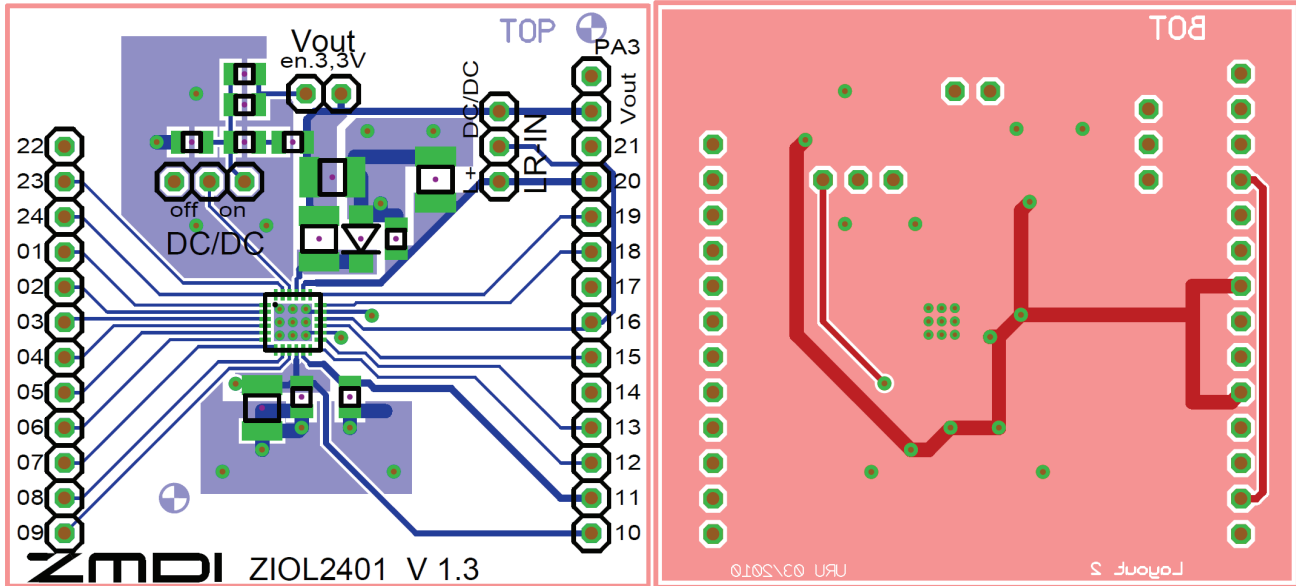 TOP
Vout
en.3,3V
PA3
Vout
DC/DC
LR-IN
L+
off on
DC/DC
22
23
24
01
02
03
04
05
06
07
08
09
21
20
19
18
17
16
15
14
13
12
11
10
ZMDI ZIOL2401 V 1.3
BOT
URU 03/2010
Layout 2